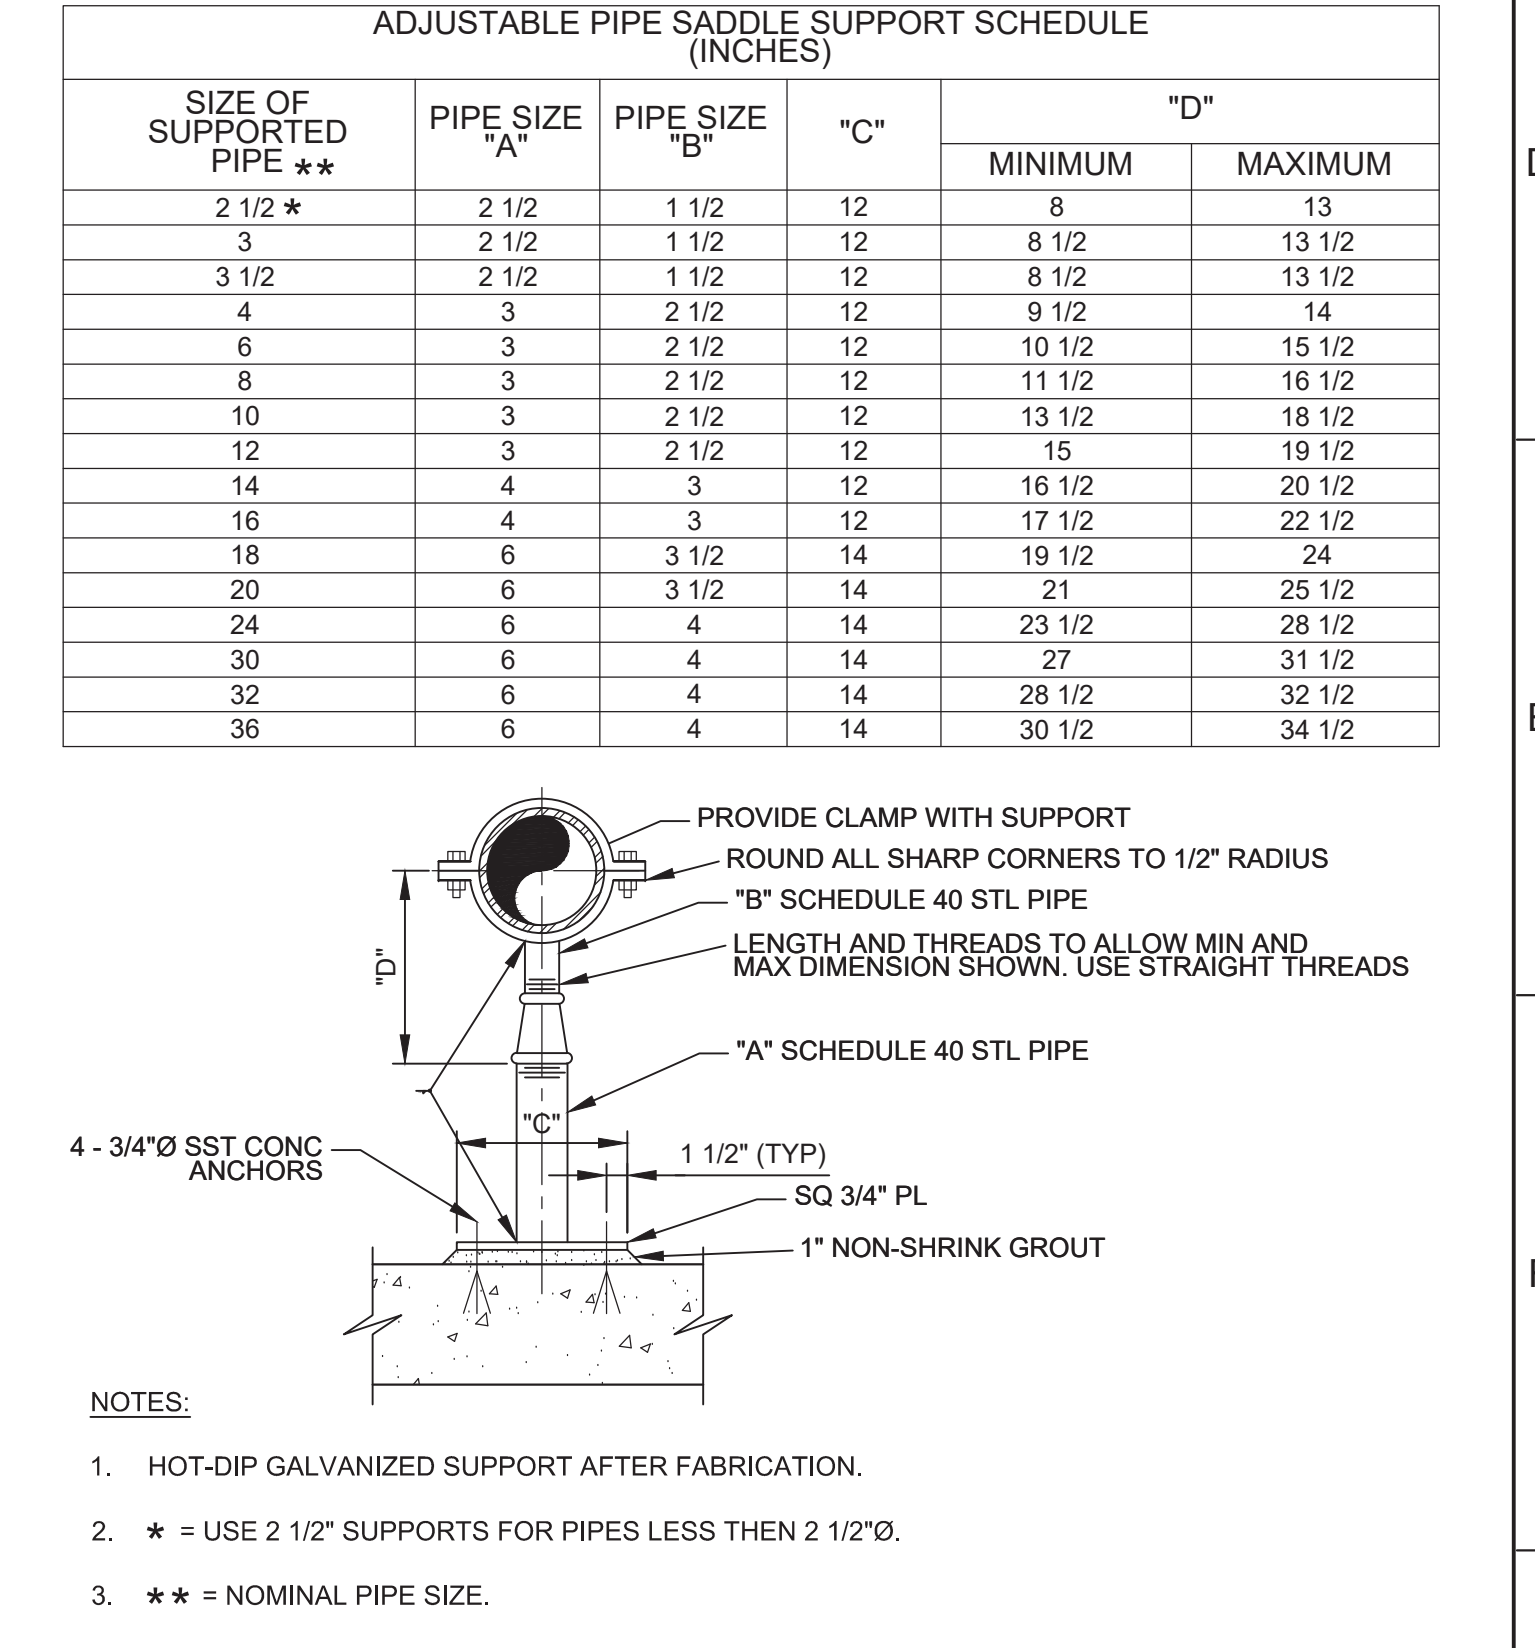 ADJUSTABLE PIPE SADDLE SUPPORT SCHEDULE
(INCHES)
SIZE OF
SUPPORTED
PIPE **
PIPE SIZE
"A"
PIPE SIZE
"B"
"C"
"D"
MINIMUM MAXIMUM
2 1/2 * 2 1/2 1 1/2 12 8 13
3 2 1/2 1 1/2 12 8 1/2 13 1/2
3 1/2 2 1/2 1 1/2 12 8 1/2 13 1/2
4 3 2 1/2 12 9 1/2 14
6 3 2 1/2 12 10 1/2 15 1/2
8 3 2 1/2 12 11 1/2 16 1/2
10 3 2 1/2 12 13 1/2 18 1/2
12 3 2 1/2 12 15 19 1/2
14 4 3 12 16 1/2 20 1/2
16 4 3 12 17 1/2 22 1/2
18 6 3 1/2 14 19 1/2 24
20 6 3 1/2 14 21 25 1/2
24 6 4 14 23 1/2 28 1/2
30 6 4 14 27 31 1/2
32 6 4 14 28 1/2 32 1/2
36 6 4 14 30 1/2 34 1/2
PROVIDE CLAMP WITH SUPPORT
ROUND ALL SHARP CORNERS TO 1/2" RADIUS
"B" SCHEDULE 40 STL PIPE
LENGTH AND THREADS TO ALLOW MIN AND
MAX DIMENSION SHOWN. USE STRAIGHT THREADS
"D"
"A" SCHEDULE 40 STL PIPE
"C"
4 - 3/4"Ø SST CONC
ANCHORS
1 1/2" (TYP)
SQ 3/4" PL
1" NON-SHRINK GROUT
NOTES:
1. HOT-DIP GALVANIZED SUPPORT AFTER FABRICATION.
2. * = USE 2 1/2" SUPPORTS FOR PIPES LESS THEN 2 1/2"Ø.
3. ** = NOMINAL PIPE SIZE.